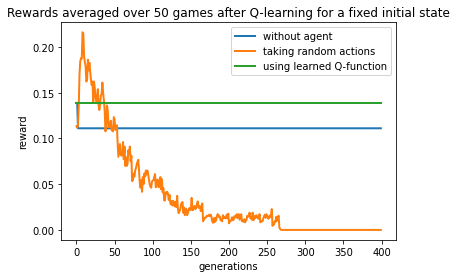 Rewards averaged over 50 games after Q-learning for a fixed initial state
without agent
taking random actions
using learned Q-function
reward
0.20
0.15
0.10
0.05
0.00
0
50
100
150
200
250
300
350
400
generations